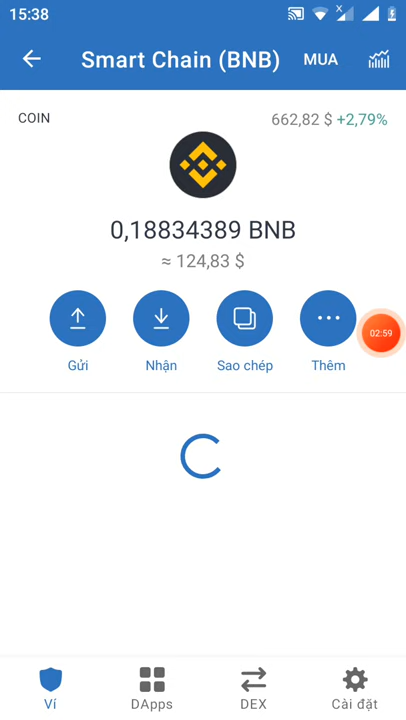 15:38
Smart Chain (BNB) MUA
COIN 662,82 $ +2,79%
0,18834389 BNB
≈ 124,83 $
02:59
Gửi Nhận Sao chép Thêm
Ví DApps DEX Cài đặt